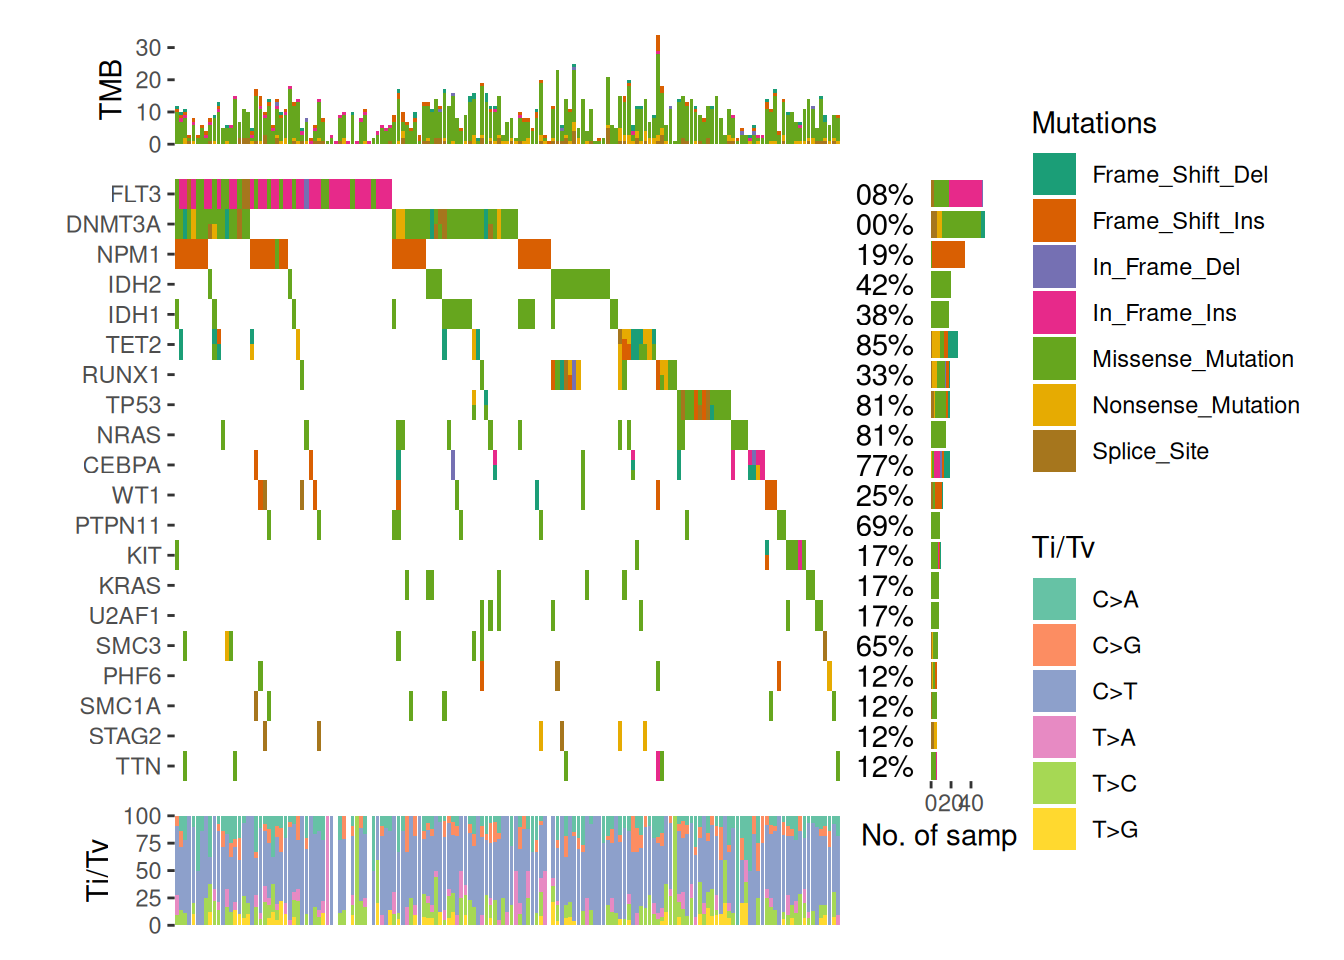 TMB
30
20
10
0
FLT3 08%
DNMT3A 00%
NPM1 19%
IDH2 42%
IDH1 38%
TET2 85%
RUNX1 33%
TP53 81%
NRAS 81%
CEBPA 77%
WT1 25%
PTPN11 69%
KIT 17%
KRAS 17%
U2AF1 17%
SMC3 65%
PHF6 12%
SMC1A 12%
STAG2 12%
TTN 12%
0 20 40
No. of samp
Ti/Tv
100
75
50
25
0
Mutations
Frame_Shift_Del
Frame_Shift_Ins
In_Frame_Del
In_Frame_Ins
Missense_Mutation
Nonsense_Mutation
Splice_Site
Ti/Tv
C>A
C>G
C>T
T>A
T>C
T>G